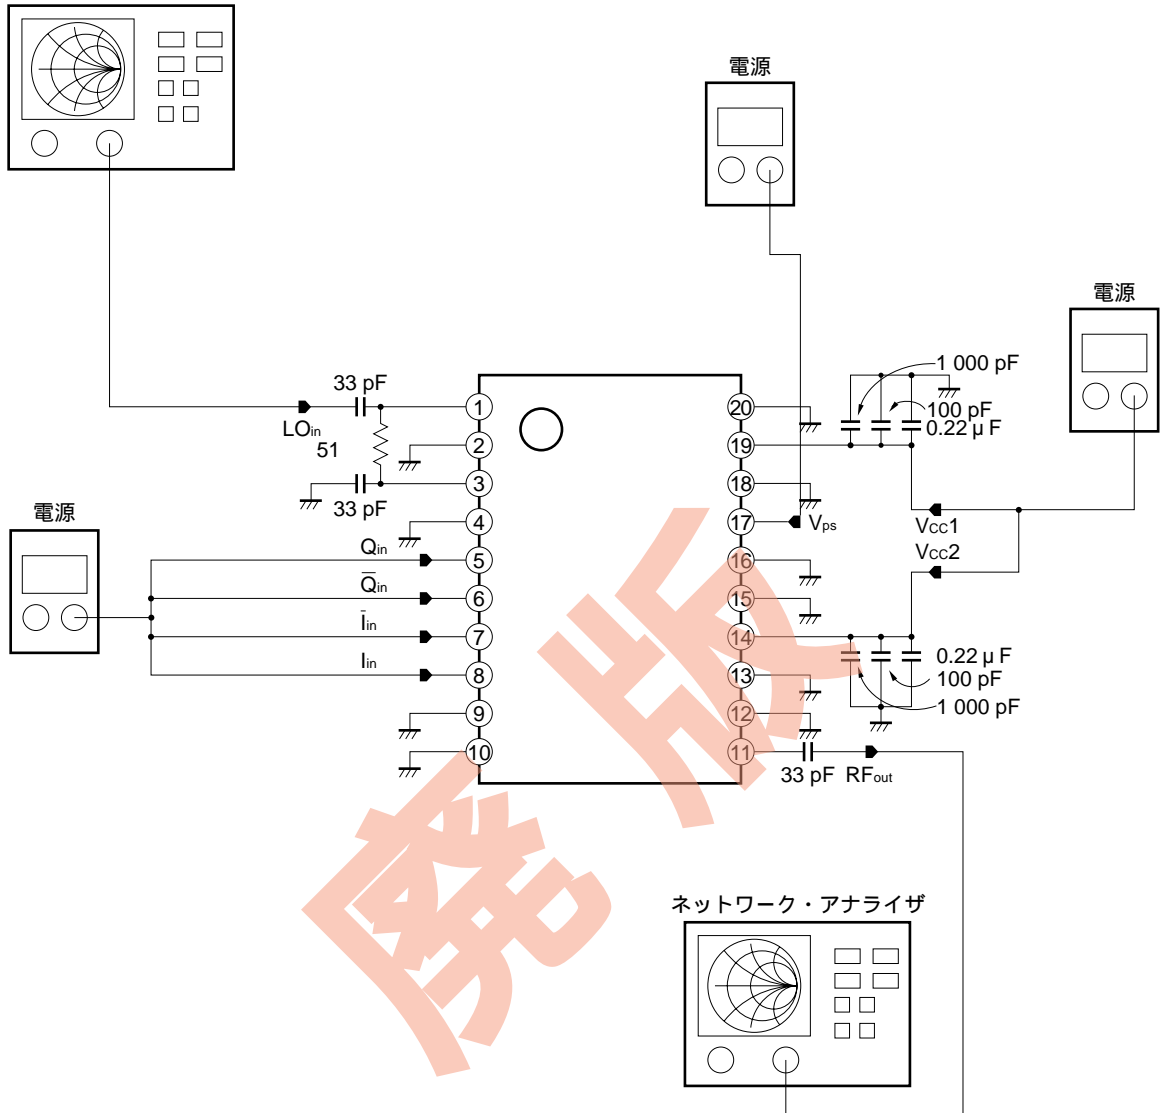 電源
電源
1 000 pF
33 pF
100 pF
0.22 μ F
LOin
51
33 pF
1
2
3
4
5
6
7
8
9
10
20
19
18
17
16
15
14
13
12
11
Vps
VCC1
VCC2
電源
Qin
Q̅in
I̅in
Iin
0.22 μ F
100 pF
1 000 pF
33 pF RFout
廃版
ネットワーク・アナライザ